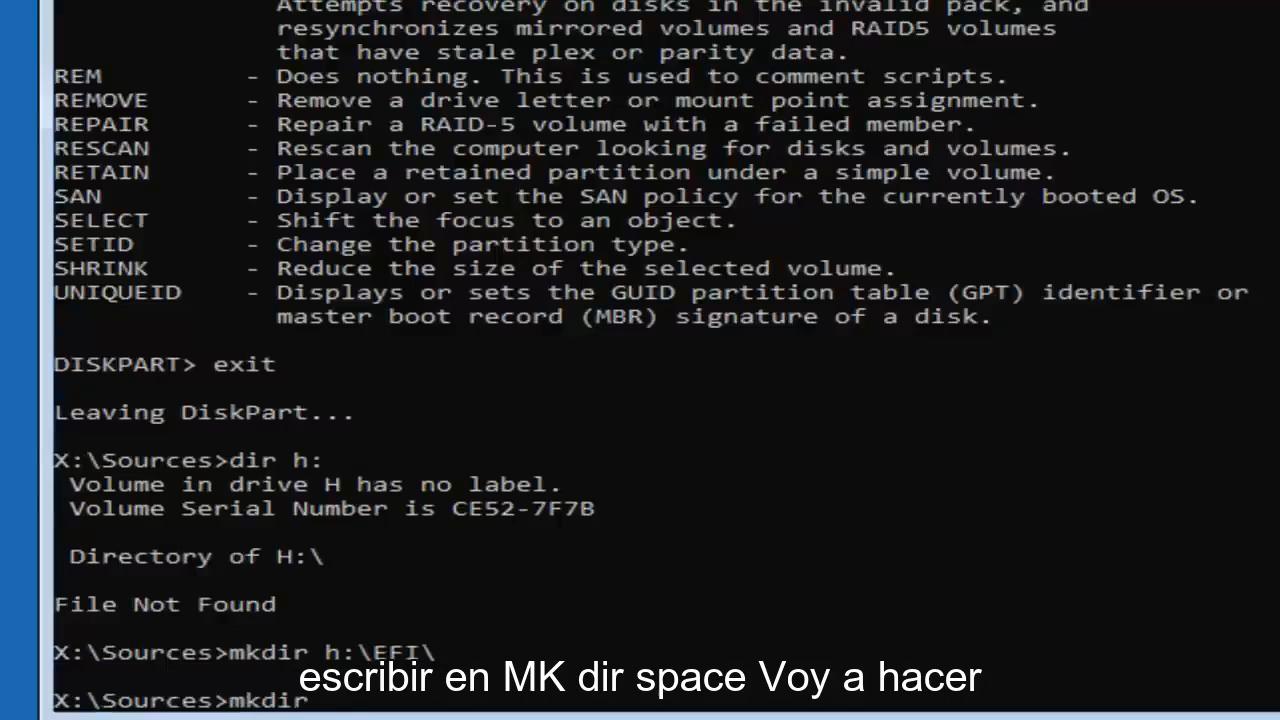 Attempts recovery on disks in the invalid pack, and
resynchronizes mirrored volumes and RAID5 volumes
that have stale plex or parity data.
REM - Does nothing. This is used to comment scripts.
REMOVE - Remove a drive letter or mount point assignment.
REPAIR - Repair a RAID-5 volume with a failed member.
RESCAN - Rescan the computer looking for disks and volumes.
RETAIN - Place a retained partition under a simple volume.
SAN - Display or set the SAN policy for the currently booted OS.
SELECT - Shift the focus to an object.
SETID - Change the partition type.
SHRINK - Reduce the size of the selected volume.
UNIQUEID - Displays or sets the GUID partition table (GPT) identifier or
master boot record (MBR) signature of a disk.
DISKPART> exit
Leaving DiskPart...
X:\Sources>dir h:
Volume in drive H has no label.
Volume Serial Number is CE52-7F7B
Directory of H:\
File Not Found
X:\Sources>mkdir h:\EFI\
escribir en MK dir space Voy a hacer
X:\Sources>mkdir